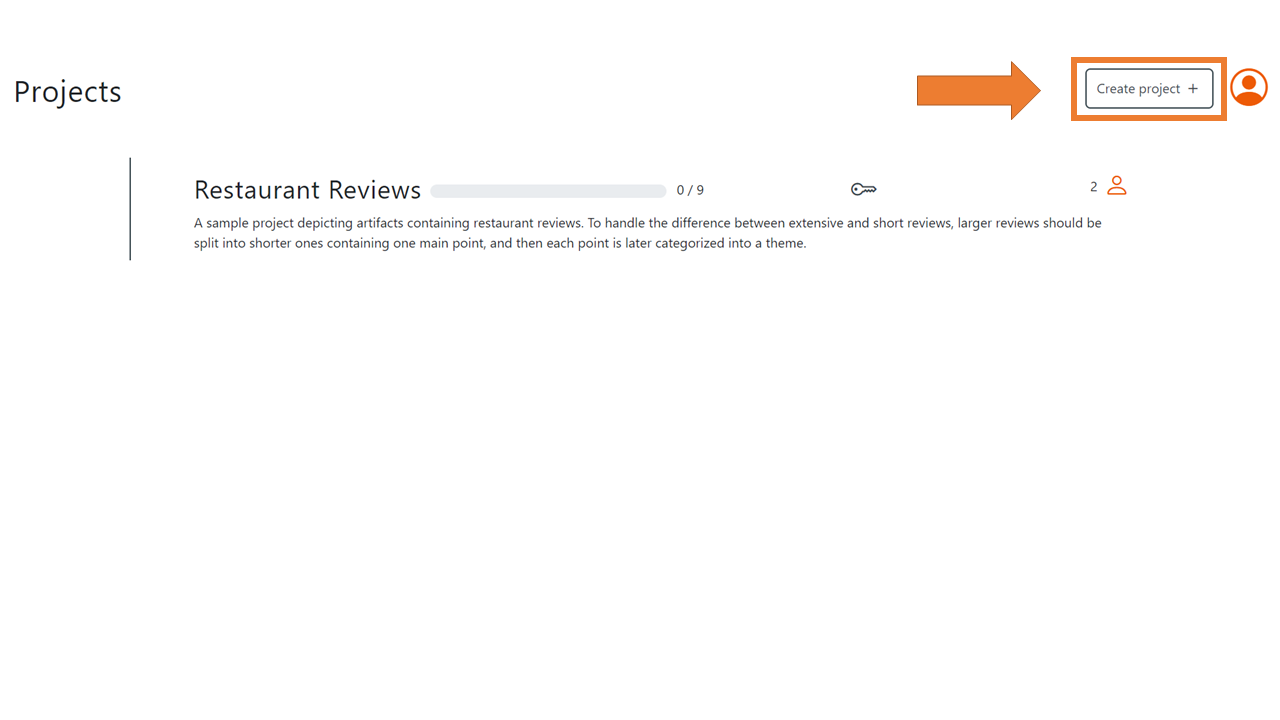 Projects
Create project +
Restaurant Reviews 0 / 9 2
A sample project depicting artifacts containing restaurant reviews. To handle the difference between extensive and short reviews, larger reviews should be
split into shorter ones containing one main point, and then each point is later categorized into a theme.